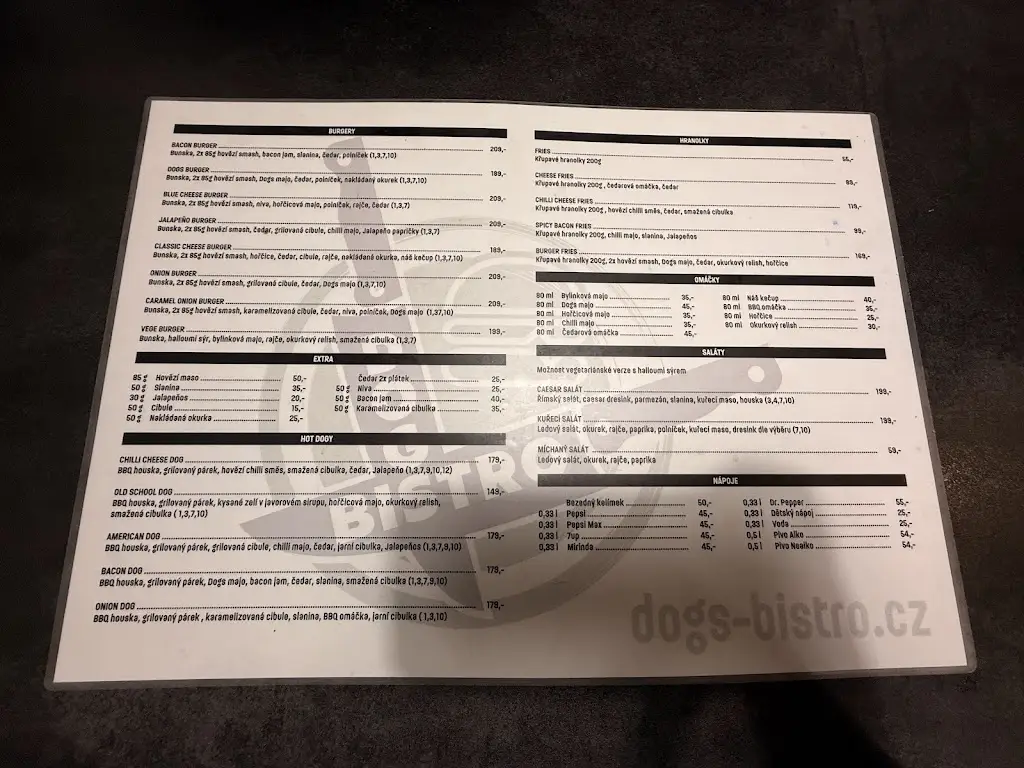 BURGERY
BACON BURGER 209,-
Bunska, 2x 85g hovězí smash, bacon jam, slanina, čedar, polníček (1,3,7,10)
DOGS BURGER 189,-
Bunska, 2x 85g hovězí smash, Dogs majo, čedar, polníček, nakládaný okurek (1,3,7,10)
BLUE CHEESE BURGER 209,-
Bunska, 2x 85g hovězí smash, niva, hořčicová majo, polníček, rajče, čedar (1,3,7)
JALAPEÑO BURGER 209,-
Bunska, 2x 85g hovězí smash, čedar, grilovaná cibule, chilli majo, Jalapeño papričky (1,3,7)
CLASSIC CHEESE BURGER 189,-
Bunska, 2x 85g hovězí smash, hořčice, čedar, cibule, rajče, nakládaná okurka, náš kečup (1,3,7,10)
ONION BURGER 209,-
Bunska, 2x 85g hovězí smash, grilovaná cibule, čedar, Dogs majo (1,3,7,10)
CARAMEL ONION BURGER 209,-
Bunska, 2x 85g hovězí smash, karamelizovaná cibule, čedar, niva, polníček, Dogs majo (1,37,10)
VEGE BURGER 199,-
Bunska, halloumi sýr, bylinková majo, rajče, okurkový relish, smažená cibulka (1,3,7)
EXTRA
85 g Hovězí maso 50,-
50 g Slanina 35,-
30 g Jalapeños 20,-
50 g Cibule 15,-
50 g Nakládaná okurka 25,-
Čedar 2x plátek 25,-
50 g Niva 25,-
50 g Bacon jam 40,-
50 g Karamelizovaná cibulka 35,-
HOT DOGY
CHILLI CHEESE DOG 179,-
BBQ houska, grilovaný párek, hovězí chilli směs, smažená cibulka, čedar, Jalapeño (1,3,7,9,10,12)
OLD SCHOOL DOG 149,-
BBQ houska, grilovaný párek, kysané zelí v javorovém sirupu, hořčicová majo, okurkový relish,
smažená cibulka (1,3,7,10)
AMERICAN DOG 179,-
BBQ houska, grilovaný párek, grilovaná cibule, chilli majo, čedar, jarní cibulka, Jalapeños (1,3,7,9,10)
BACON DOG 179,-
BBQ houska, grilovaný párek, Dogs majo, bacon jam, čedar, slanina, smažená cibulka (1,3,7,9,10)
ONION DOG 179,-
BBQ houska, grilovaný párek , karamelizovaná cibule, slanina, BBQ omáčka, jarní cibulka (1,3,10)
HRANOLKY
FRIES 55,-
Křupavé hranolky 200g
CHEESE FRIES 89,-
Křupavé hranolky 200g , čedarová omáčka, čedar
CHILLI CHEESE FRIES 119,-
Křupavé hranolky 200g , hovězí chilli směs, čedar, smažená cibulka
SPICY BACON FRIES 99,-
Křupavé hranolky 200g, chilli majo, slanina, Jalapeños
BURGER FRIES 169,-
Křupavé hranolky 200g, 2x hovězí smash, Dogs majo, čedar, okurkový relish, hořčice
OMÁČKY
80 ml Bylinková majo 35,-
80 ml Dogs majo 45,-
80 ml Hořčicová majo 35,-
80 ml Chilli majo 35,-
80 ml Čedarová omáčka 45,-
80 ml Náš kečup 40,-
80 ml BBQ omáčka 35,-
80 ml Hořčice 25,-
80 ml Okurkový relish 30,-
SALÁTY
Možnost vegetariánské verze s halloumi sýrem
CAESAR SALÁT 199,-
Římský salát, caesar dresink, parmezán, slanina, kuřecí maso, houska (3,4,7,10)
KUŘECÍ SALÁT 199,-
Ledový salát, okurek, rajče, paprika, polníček, kuřecí maso, dresink dle výběru (7,10)
MÍCHANÝ SALÁT 59,-
Ledový salát, okurek, rajče, paprika
NÁPOJE
Bezedný kelímek 50,-
0,33 l Pepsi 45,-
0,33 l Pepsi Max 45,-
0,33 l 7up 45,-
0,33 l Mirinda 45,-
0,33 l Dr. Pepper 55,-
0,33 l Dětský nápoj 25,-
0,33 l Voda 25,-
0,5 l Pivo Alko 54,-
0,5 l Pivo Nealko 54,-
BISTRO
dogs-bistro.cz